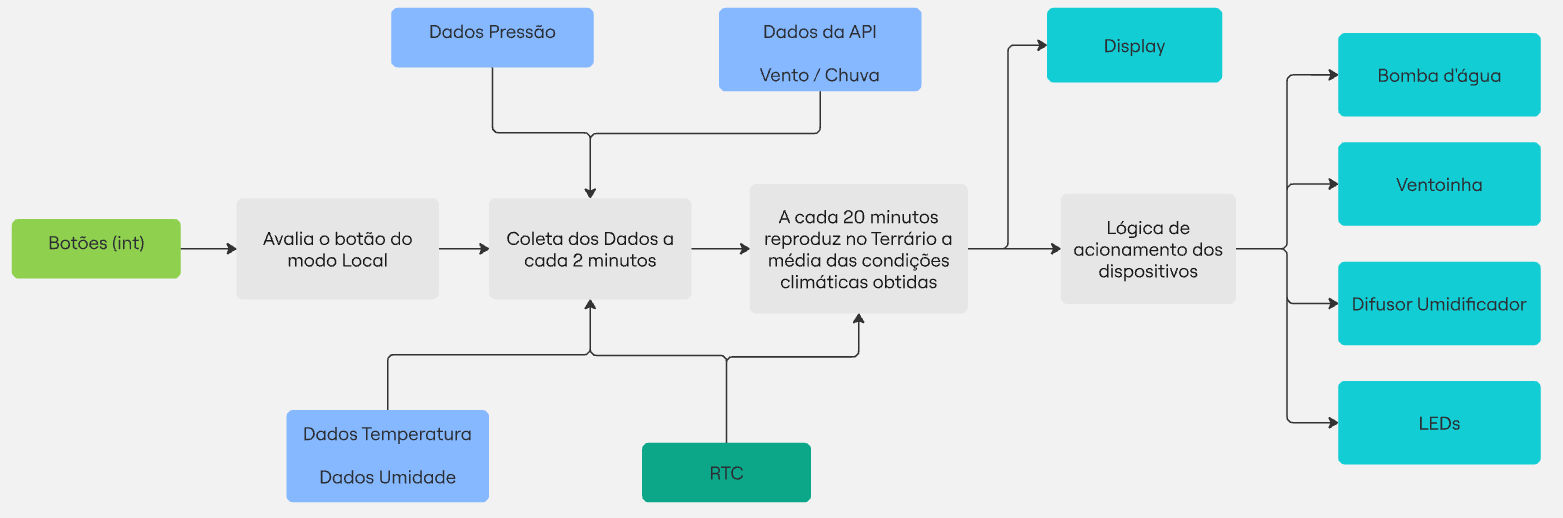 Dados Pressão
Dados da API
Vento / Chuva
Display
Bomba d'água
Ventoinha
Botões (int)
Avalia o botão do
modo Local
Coleta dos Dados a
cada 2 minutos
A cada 20 minutos
reproduz no Terrário a
média das condições
climáticas obtidas
Lógica de
acionamento dos
dispositivos
Difusor Umidificador
LEDs
Dados Temperatura
Dados Umidade
RTC